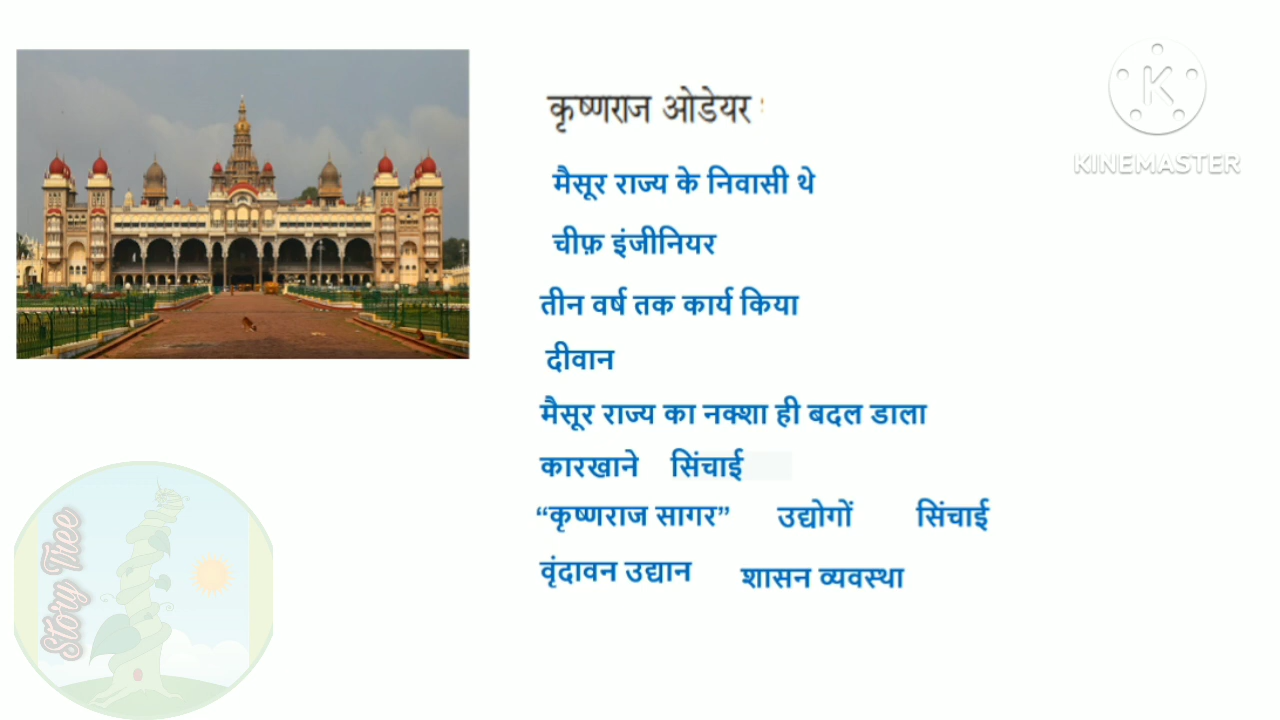 कृष्णराज ओडेयर
KINEMASTER
मैसूर राज्य के निवासी थे
चीफ़ इंजीनियर
तीन वर्ष तक कार्य किया
दीवान
मैसूर राज्य का नक्शा ही बदल डाला
कारखाने सिंचाई
“कृष्णराज सागर” उद्योगों सिंचाई
वृंदावन उद्यान शासन व्यवस्था
Story Tree